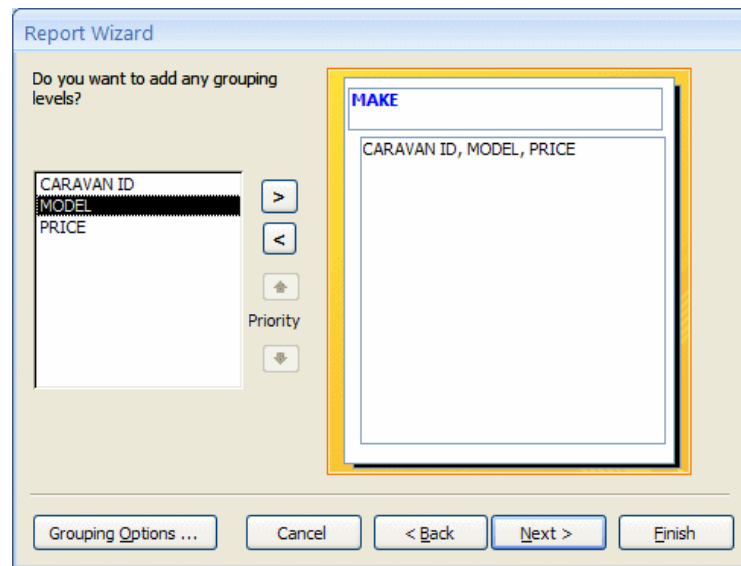 Report Wizard
Do you want to add any grouping
levels?
MAKE
CARAVAN ID, MODEL, PRICE
CARAVAN ID
MODEL
PRICE
>
<
Priority
Grouping Options ...
Cancel
< Back
Next >
Finish